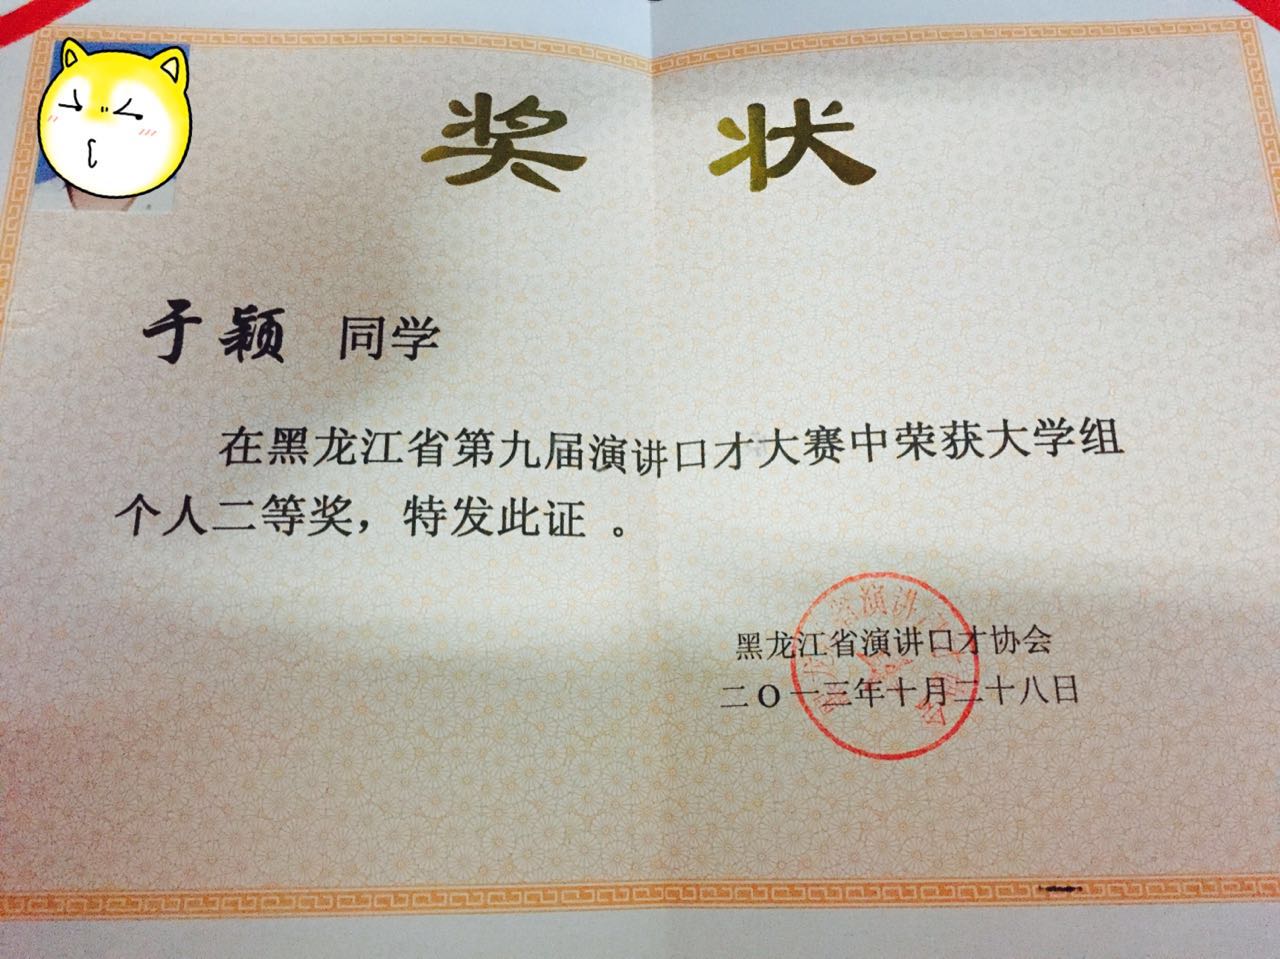 奖状
于颖 同学
在黑龙江省第九届演讲口才大赛中荣获大学组
个人二等奖，特发此证 。
黑龙江省演讲口才协会
二O一三年十月二十八日